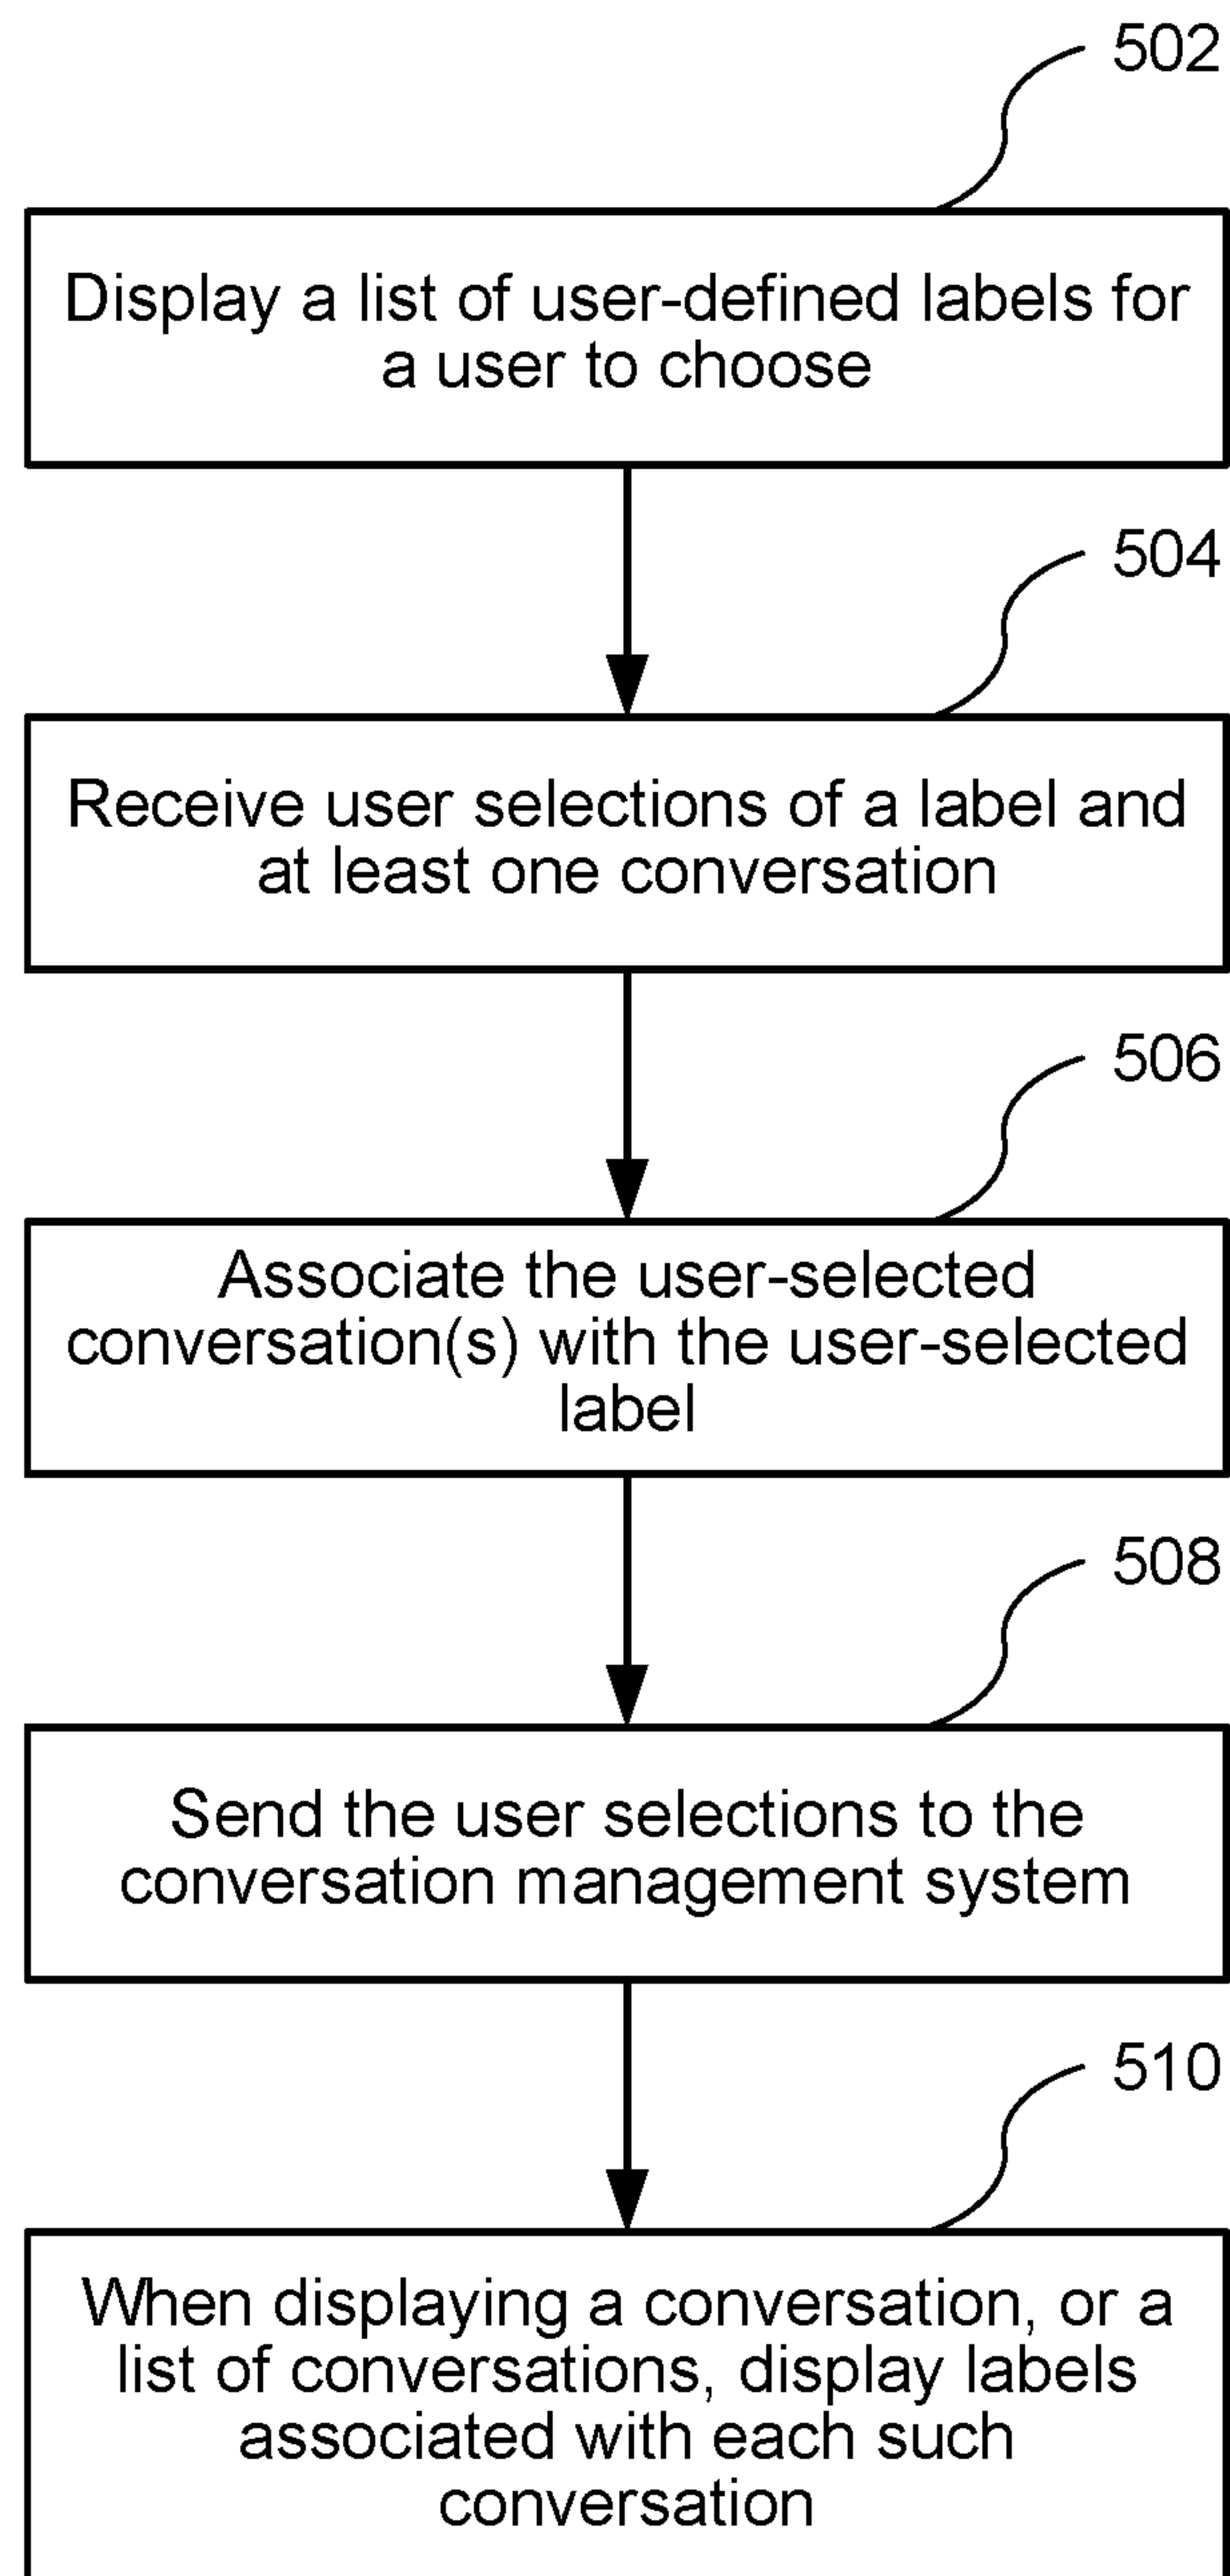 502
Display a list of user-defined labels for
a user to choose
504
Receive user selections of a label and
at least one conversation
506
Associate the user-selected
conversation(s) with the user-selected
label
508
Send the user selections to the
conversation management system
510
When displaying a conversation, or a
list of conversations, display labels
associated with each such
conversation